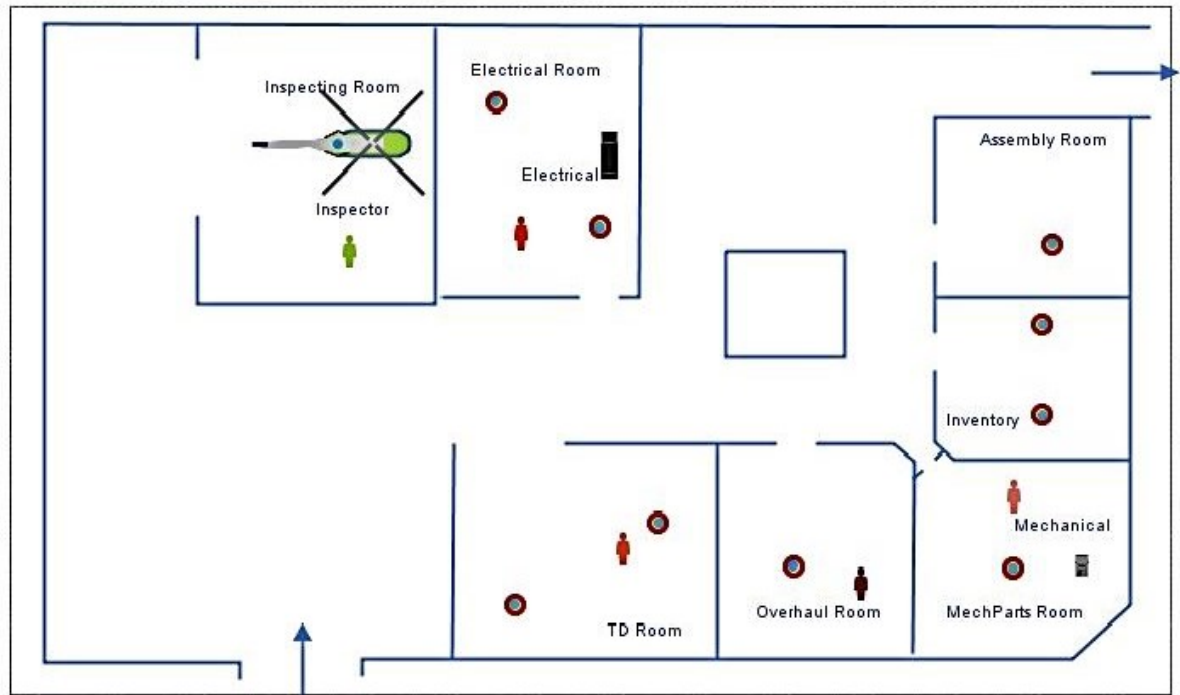 Electrical Room
Inspecting Room
Assembly Room
Electrical
Inspector
Inventory
Mechanical
Overhaul Room
MechParts Room
TD Room